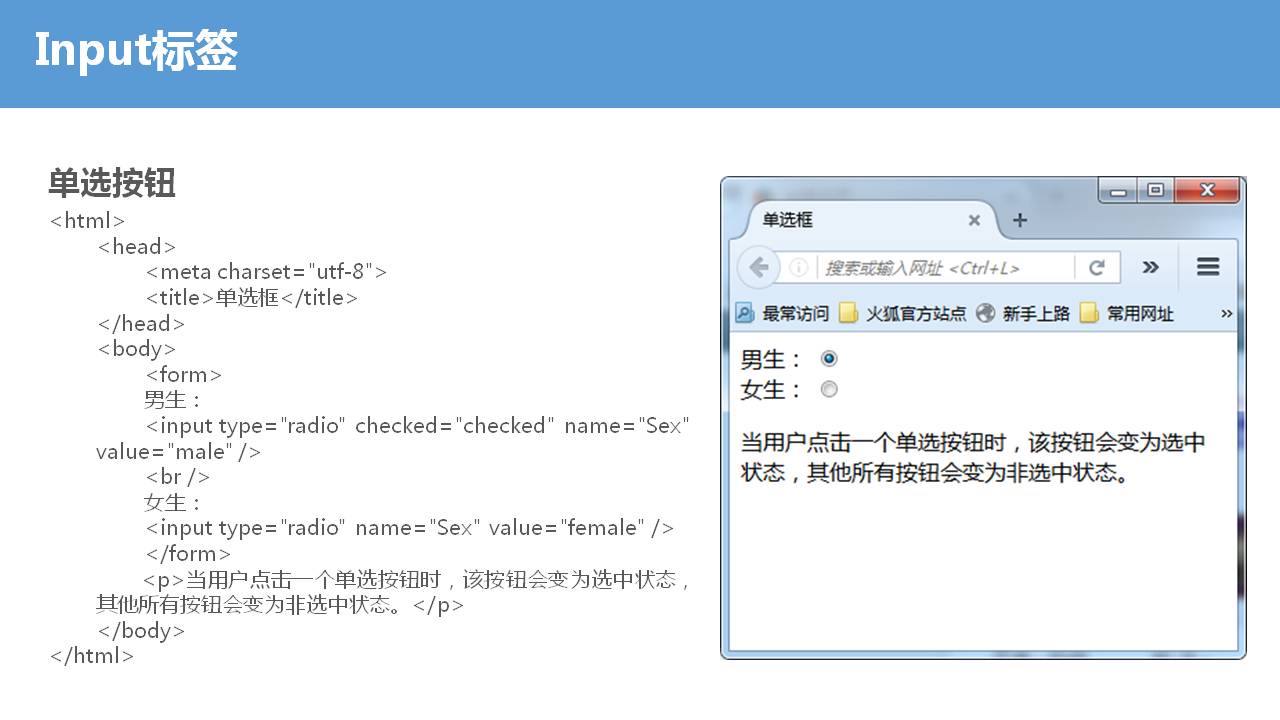 Input标签
单选按钮
<html>
<head>
<meta charset="utf-8">
<title>单选框</title>
</head>
<body>
<form>
男生：
<input type="radio" checked="checked" name="Sex"
value="male" />
<br />
女生：
<input type="radio" name="Sex" value="female" />
</form>
<p>当用户点击一个单选按钮时，该按钮会变为选中状态，
其他所有按钮会变为非选中状态。</p>
</body>
</html>
单选框
搜索或输入网址 <Ctrl+L>
最常访问 火狐官方站点 新手上路 常用网址
男生：
女生：
当用户点击一个单选按钮时，该按钮会变为选中
状态，其他所有按钮会变为非选中状态。